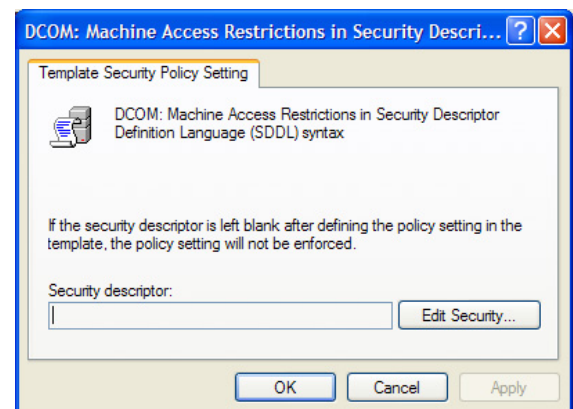 DCOM: Machine Access Restrictions in Security Descri...
Template Security Policy Setting
DCOM: Machine Access Restrictions in Security Descriptor
Definition Language (SDDL) syntax
If the security descriptor is left blank after defining the policy setting in the
template, the policy setting will not be enforced.
Security descriptor:
Edit Security...
OK Cancel Apply